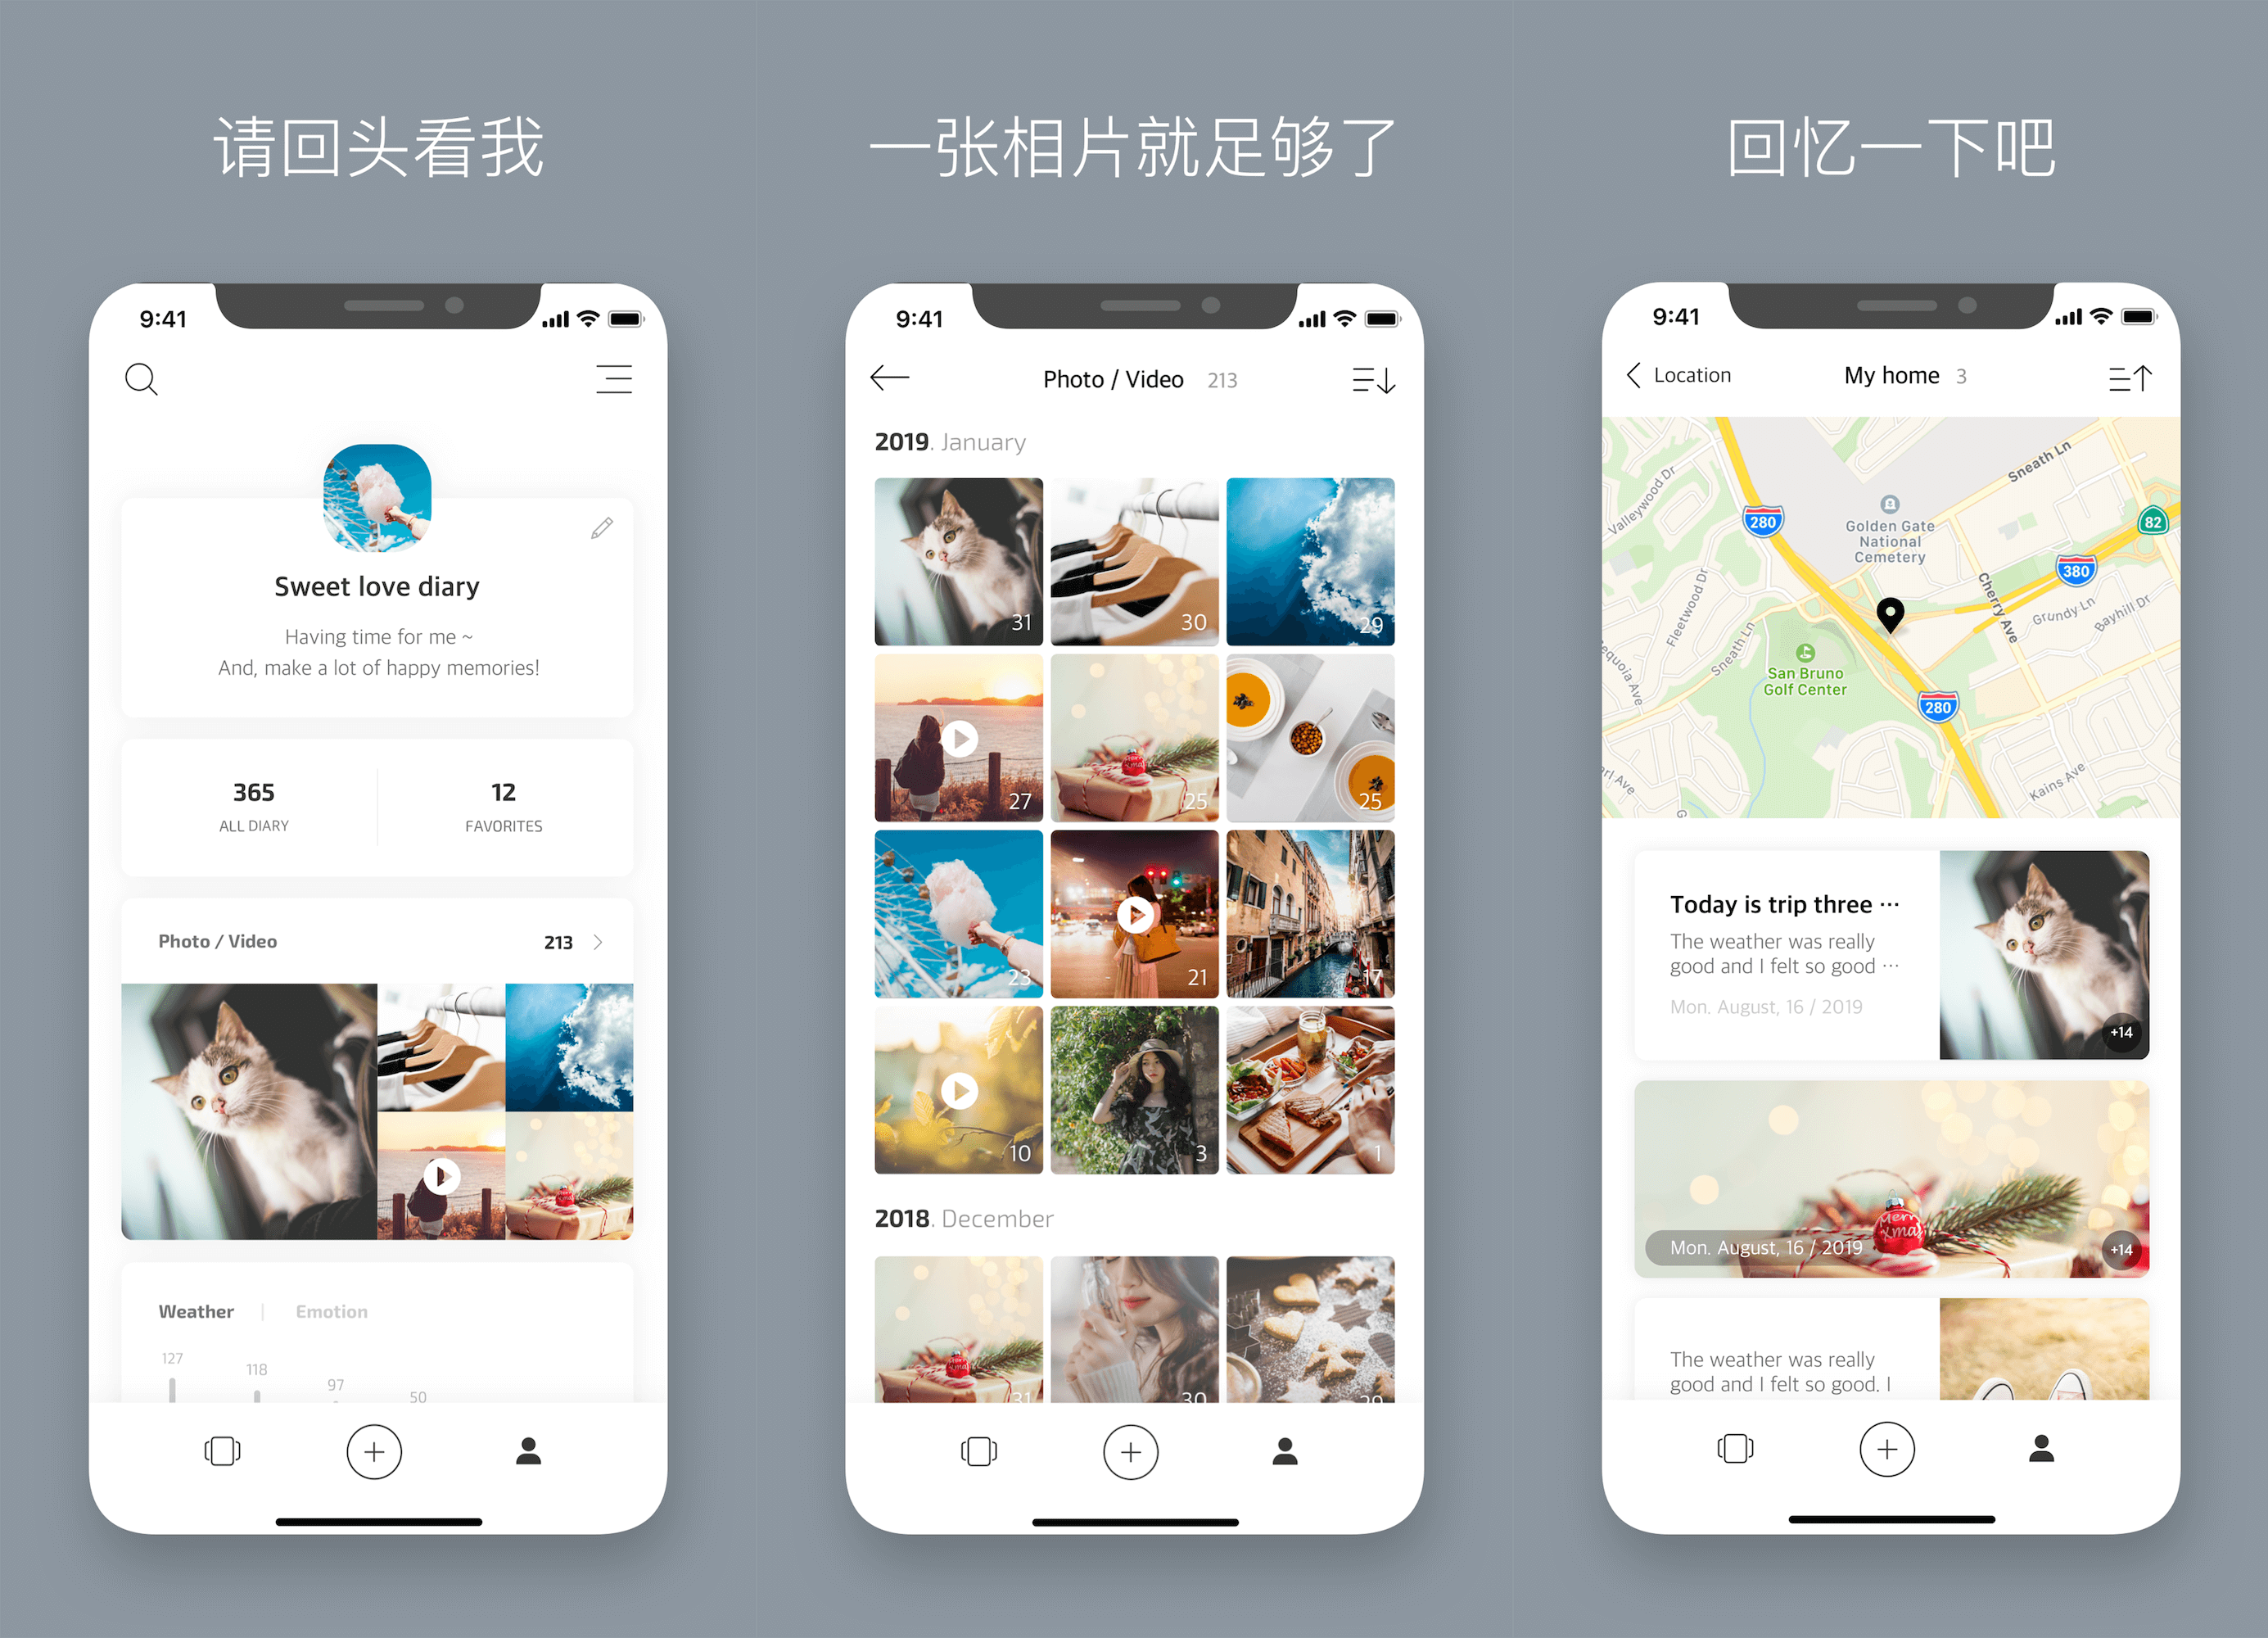 请回头看我
9:41
Sweet love diary
Having time for me ~
And, make a lot of happy memories!
365
ALL DIARY
12
FAVORITES
Photo / Video
213
Weather
Emotion
127
118
97
50
一张相片就足够了
9:41
Photo / Video 213
2019. January
31
30
29
27
25
25
23
21
17
10
3
1
2018. December
31
30
29
回忆一下吧
9:41
Location
My home 3
Sneath Ln
Valleywood Dr
280
Golden Gate
National
Cemetery
82
380
Fleetwood Dr
Cherry Ave
Grundy Ln
Bayhill Dr
Sneath Ln
San Bruno
Golf Center
equoia Ave
280
Kains Ave
rl Ave
G
Today is trip three ⋯
The weather was really
good and I felt so good ⋯
Mon. August, 16 / 2019
+14
Merry
Xmas
Mon. August, 16 / 2019
+14
The weather was really
good and I felt so good. I